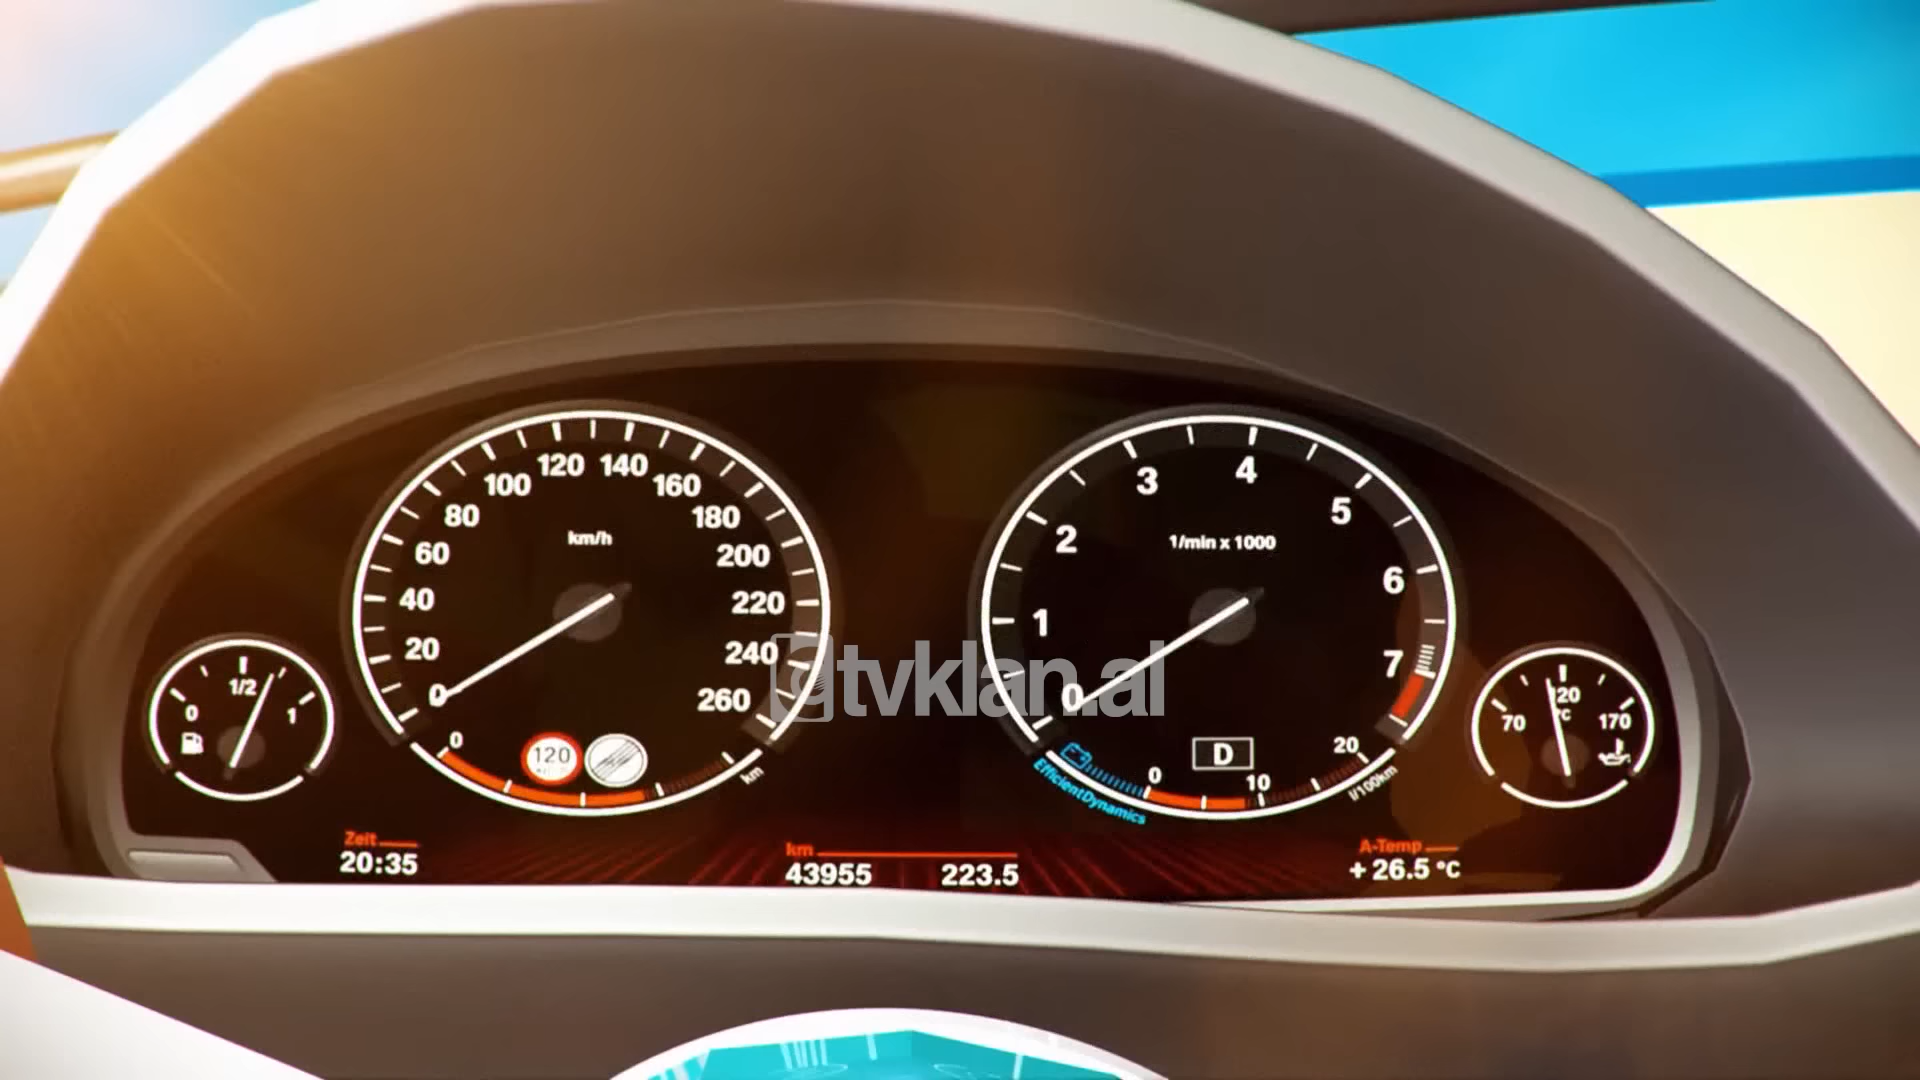 120 140
100 160
80 180
60 km/h 200
40 220
20 240
0 260
0 1/2 1
0 120 km
3 4
2 5
1/min x 1000
1 6
0 7
D
0 10 20
EfficientDynamics
l/100km
70 120 170
°C
tvklan.al
Zeit
20:35
km
43955 223.5
A-Temp
+ 26.5 °C